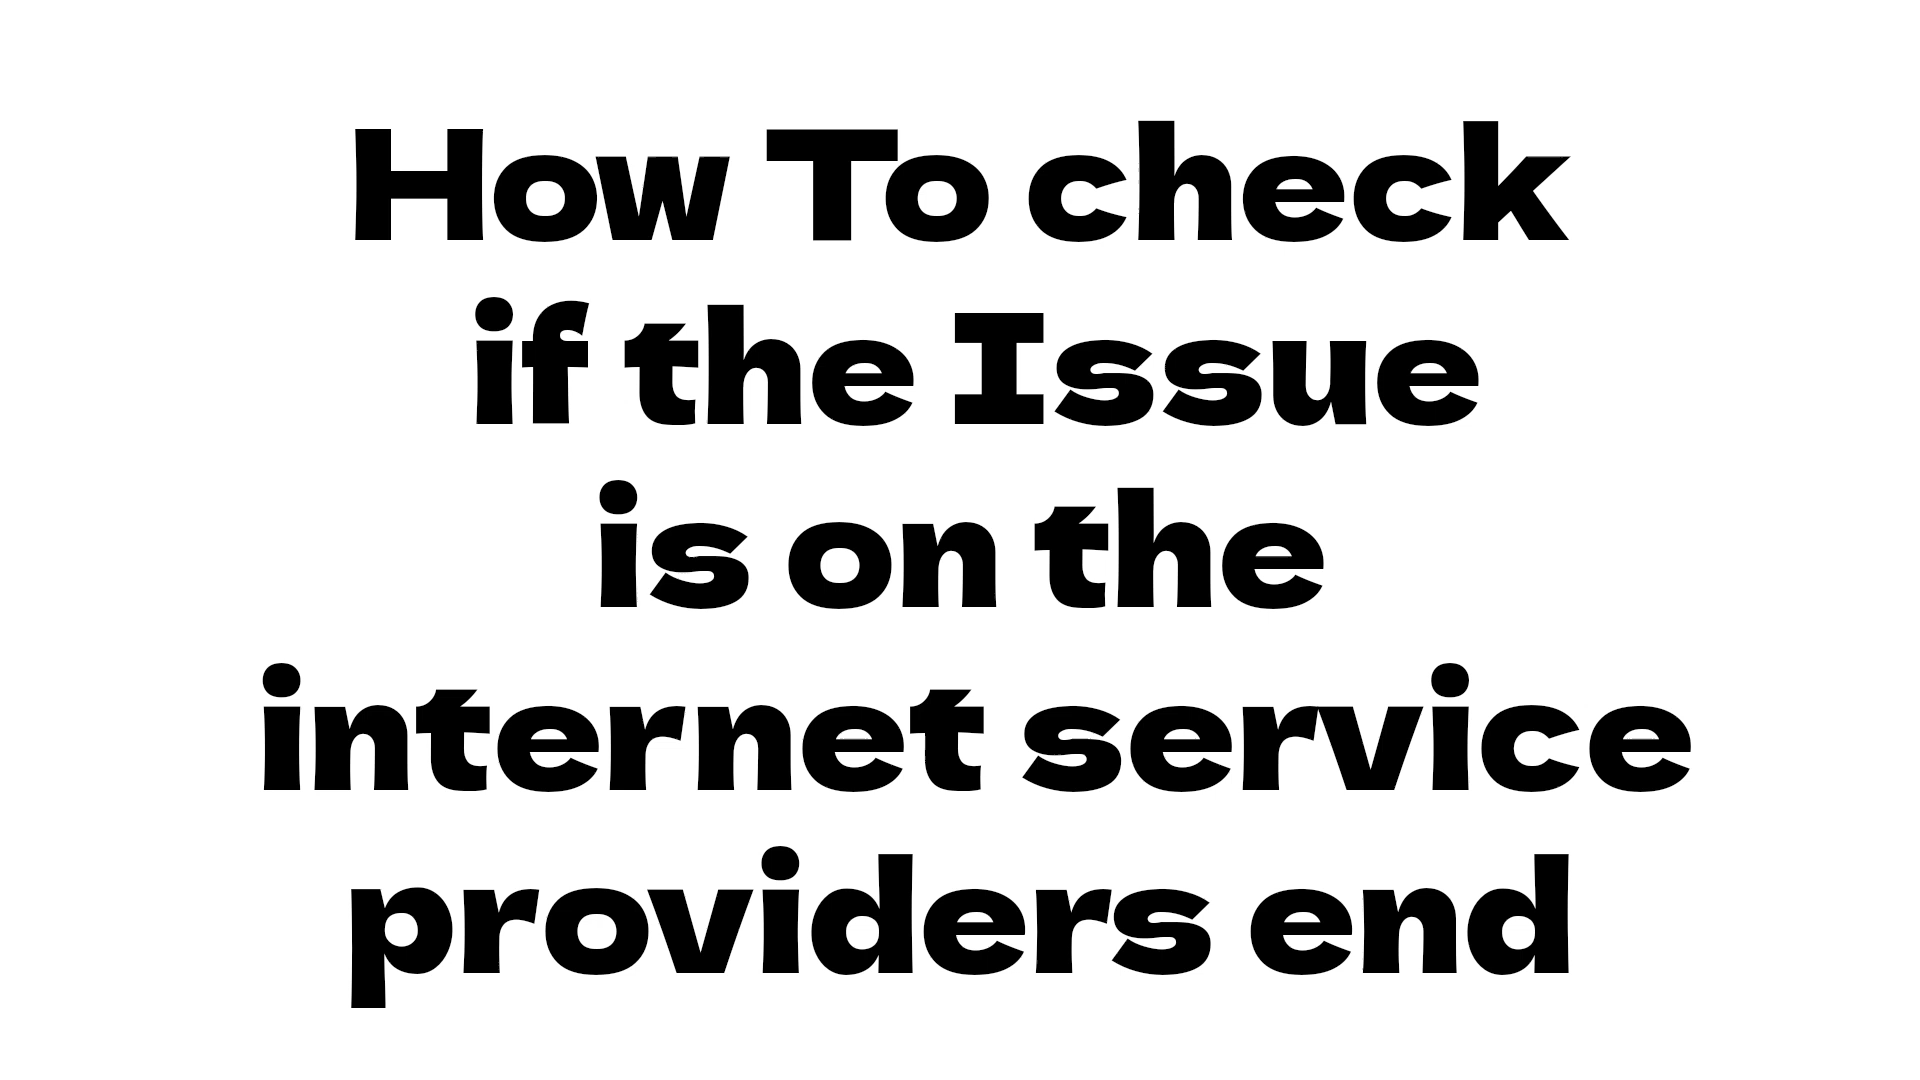 How To check
if the Issue
is on the
internet service
providers end